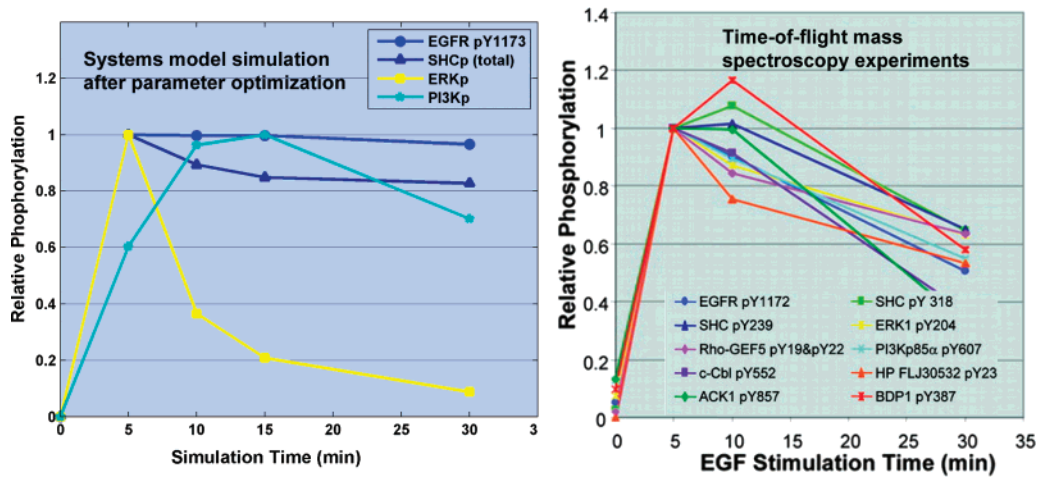 Systems model simulation
after parameter optimization
EGFR pY1173
SHCp (total)
ERKp
PI3Kp
Relative Phophorylation
1.2
1
0.8
0.6
0.4
0.2
0
0
5
10
15
20
25
30
3
Simulation Time (min)
Time-of-flight mass
spectroscopy experiments
Relative Phosphorylation
1.4
1.2
1
0.8
0.6
0.4
0.2
0
EGFR pY1172
SHC pY 318
SHC pY239
ERK1 pY204
Rho-GEF5 pY19&pY22
PI3Kp85α pY607
c-Cbl pY552
HP FLJ30532 pY23
ACK1 pY857
BDP1 pY387
0
5
10
15
20
25
30
35
EGF Stimulation Time (min)